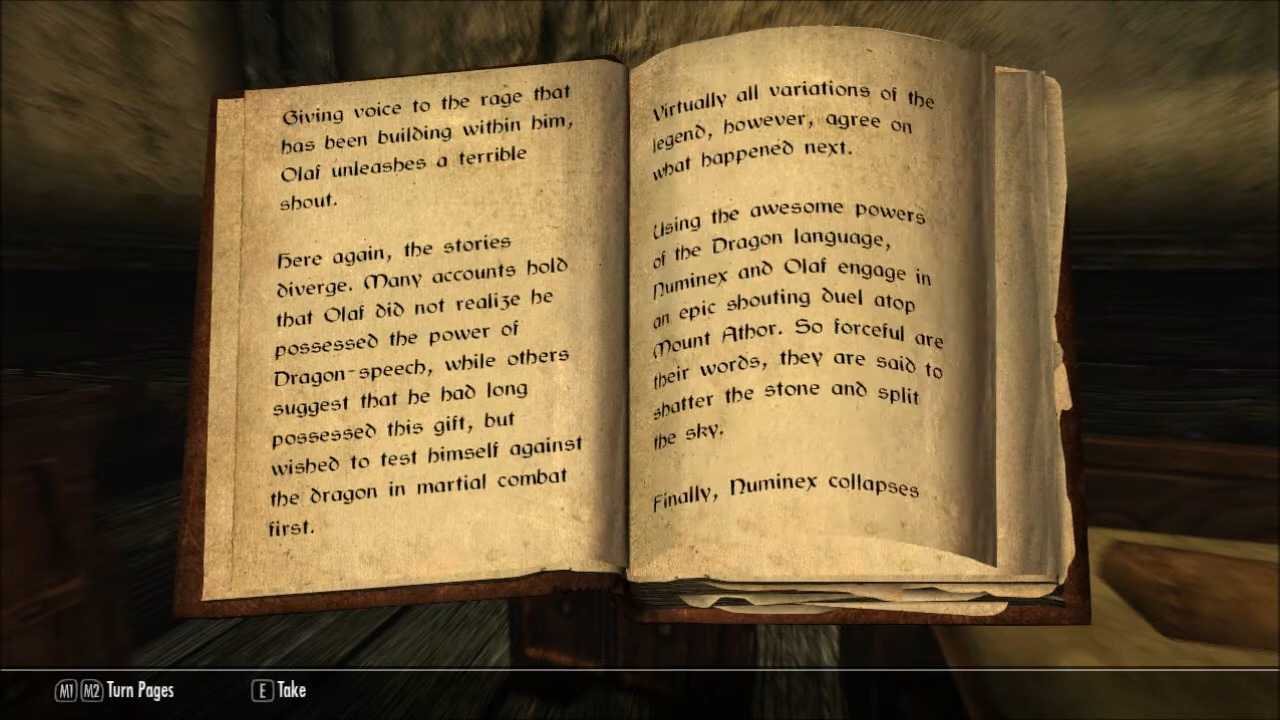 Giving voice to the rage that
has been building within him,
Olaf unleashes a terrible
shout.
Here again, the stories
diverge. Many accounts hold
that Olaf did not realize he
possessed the power of
Dragon-speech, while others
suggest that he had long
possessed this gift, but
wished to test himself against
the dragon in martial combat
first.
Virtually all variations of the
legend, however, agree on
what happened next.
Using the awesome powers
of the Dragon language,
Numinex and Olaf engage in
an epic shouting duel atop
Mount Athor. So forceful are
their words, they are said to
shatter the stone and split
the sky.
Finally, Numinex collapses
M1 M2 Turn Pages
E Take